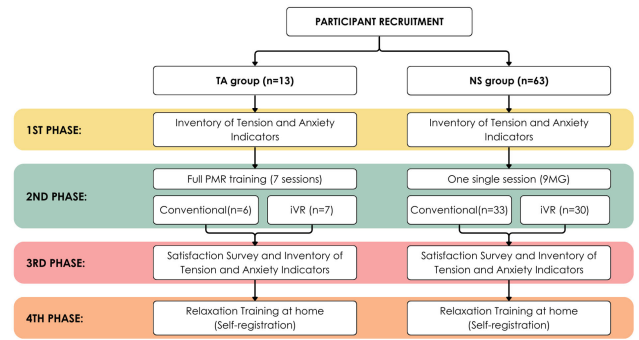 PARTICIPANT RECRUITMENT
TA group (n=13)
NS group (n=63)
1ST PHASE:
Inventory of Tension and Anxiety
Indicators
Inventory of Tension and Anxiety
Indicators
2ND PHASE:
Full PMR training (7 sessions)
One single session (9MG)
Conventional(n=6)
iVR (n=7)
Conventional(n=33)
iVR (n=30)
3RD PHASE:
Satisfaction Survey and Inventory of
Tension and Anxiety Indicators
Satisfaction Survey and Inventory of
Tension and Anxiety Indicators
4TH PHASE:
Relaxation Training at home
(Self-registration)
Relaxation Training at home
(Self-registration)